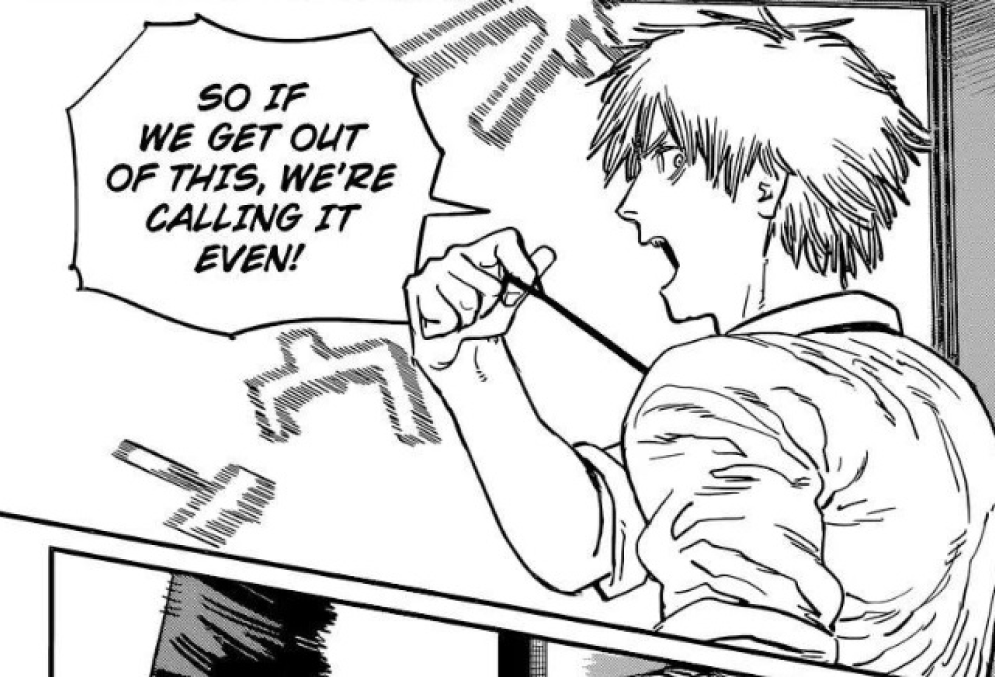 SO IF
WE GET OUT
OF THIS, WE'RE
CALLING IT
EVEN!